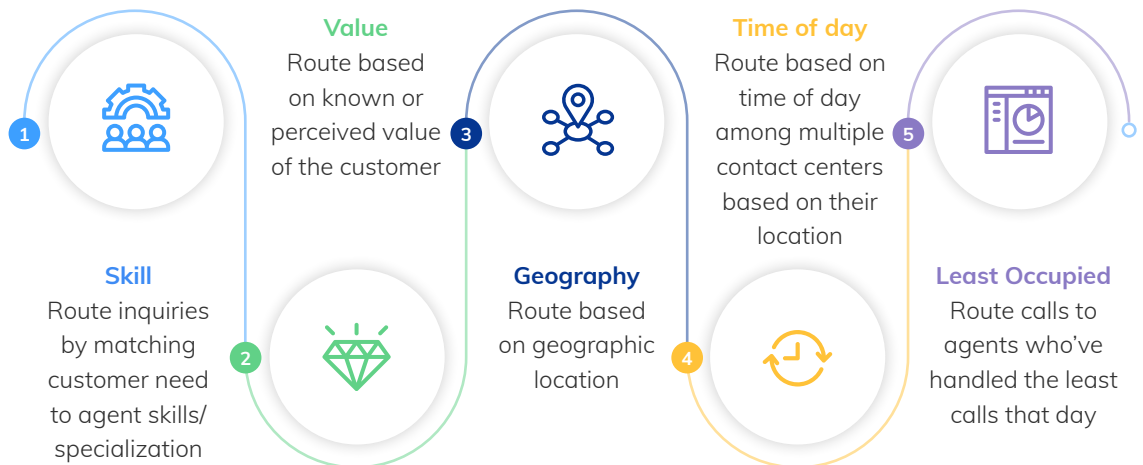 1
Skill
Route inquiries
by matching
customer need
to agent skills/
specialization
2
Value
Route based
on known or
perceived value
of the customer
3
Geography
Route based
on geographic
location
4
Time of day
Route based on
time of day
among multiple
contact centers
based on their
location
5
Least Occupied
Route calls to
agents who’ve
handled the least
calls that day